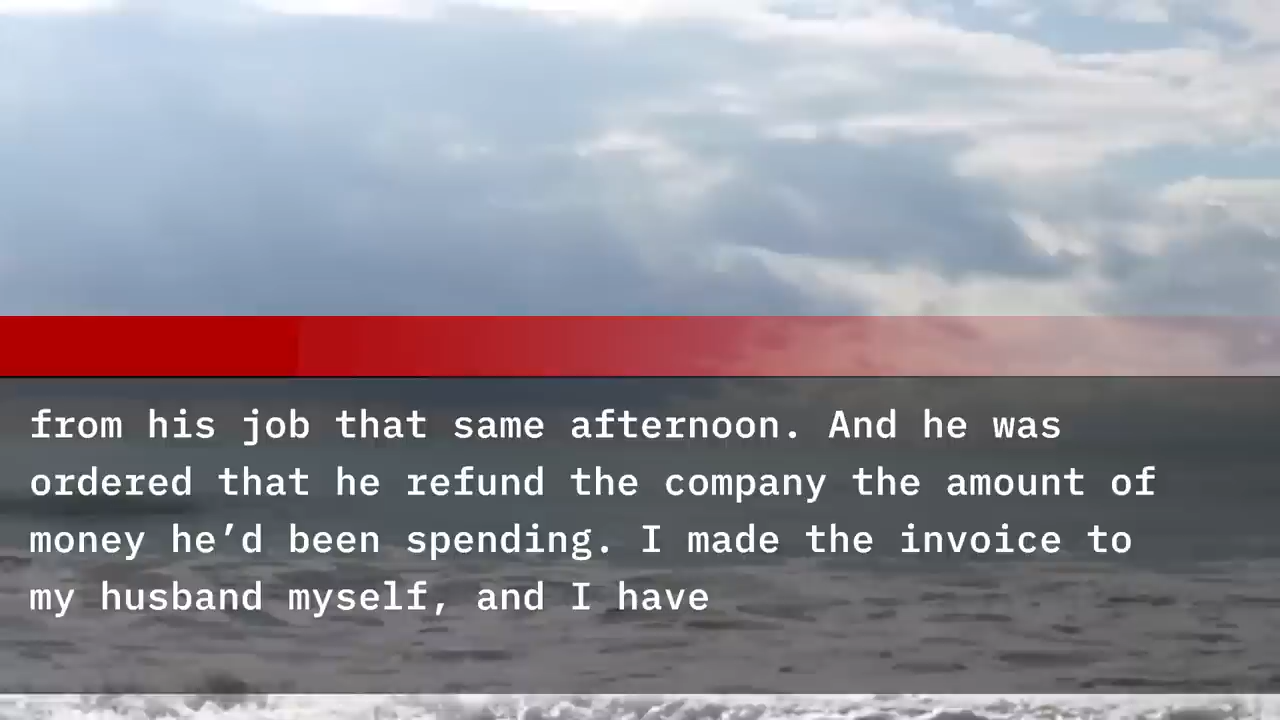 from his job that same afternoon. And he was
ordered that he refund the company the amount of
money he’d been spending. I made the invoice to
my husband myself, and I have